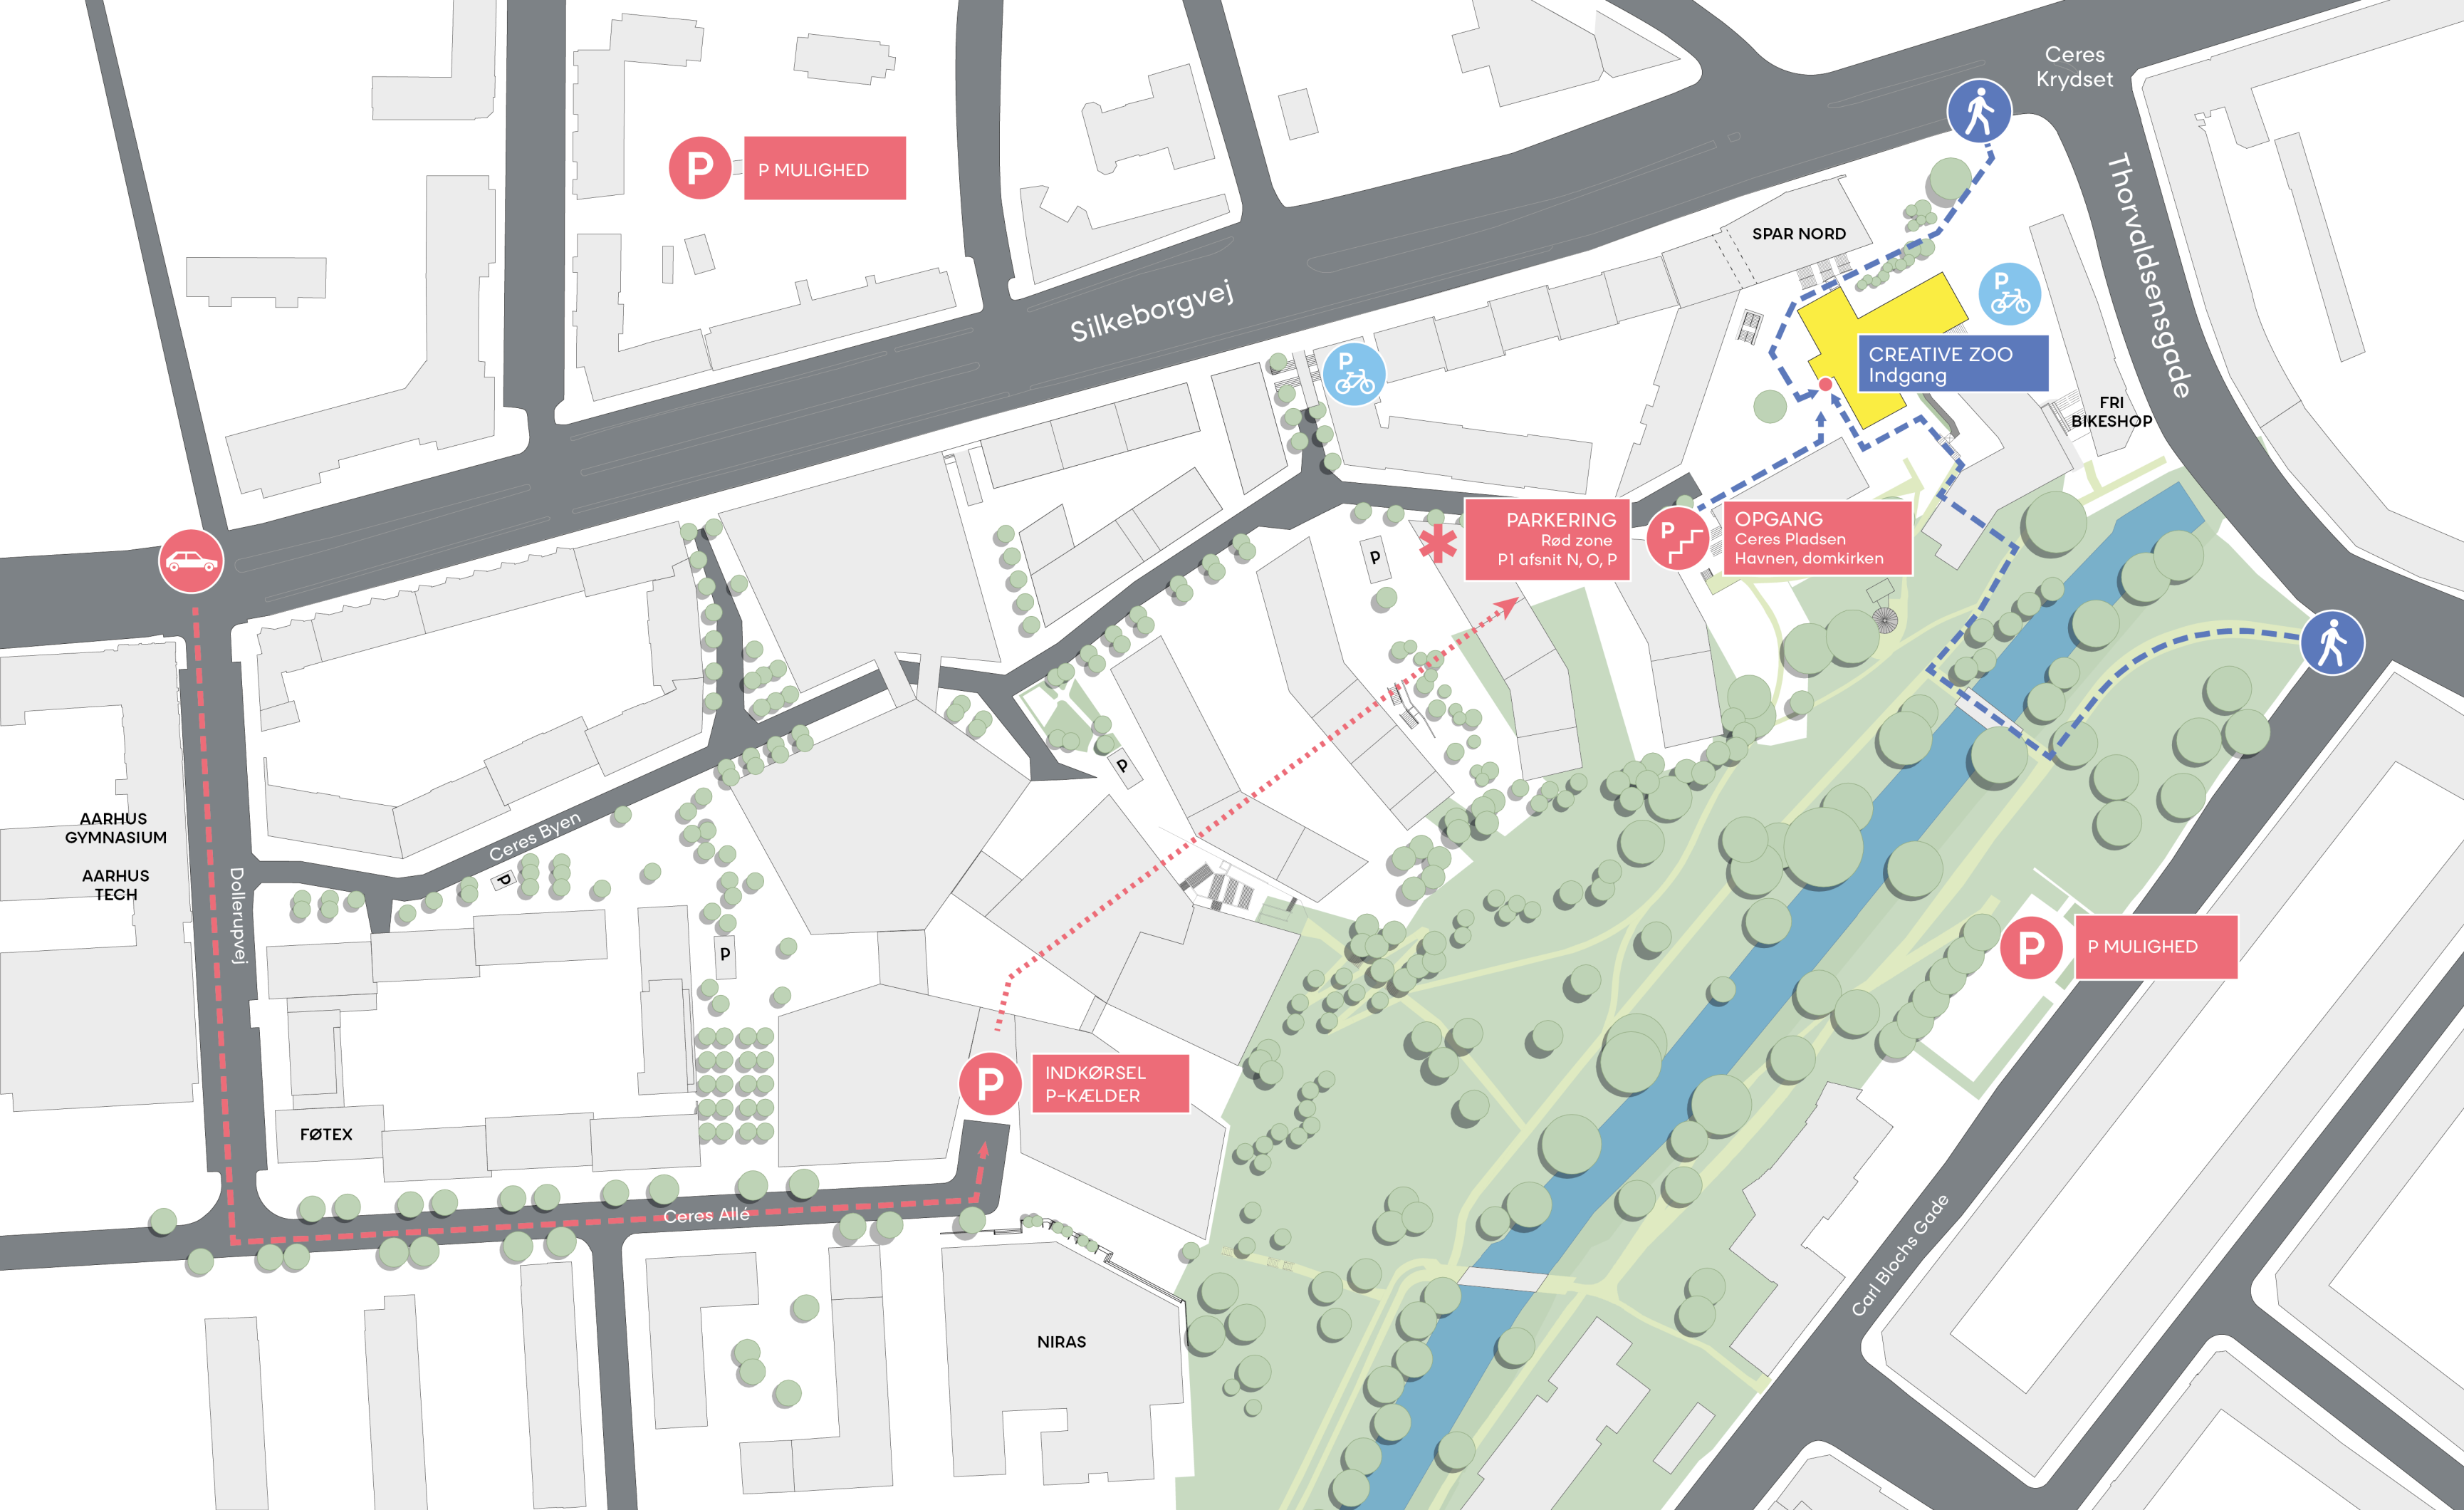 Ceres
Krydset
P
P MULIGHED
SPAR NORD
Thorvaldsensgade
Silkeborgvej
P
P
CREATIVE ZOO
Indgang
FRI
BIKESHOP
PARKERING
Rød zone
P1 afsnit N, O, P
P
OPGANG
Ceres Pladsen
Havnen, domkirken
P
P
AARHUS
GYMNASIUM
AARHUS
TECH
Ceres Byen
P
Dollerupvej
P
P
P MULIGHED
P
INDKØRSEL
P-KÆLDER
FØTEX
Ceres Allé
Carl Blochs Gade
NIRAS